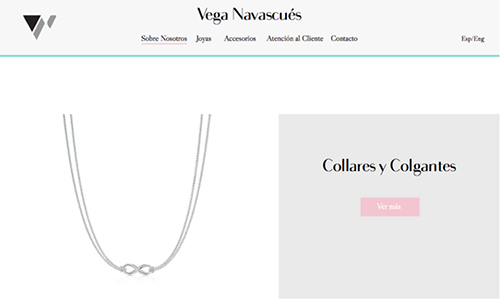 Vega Navascués
Sobre Nosotros Joyas Accesorios Atención al Cliente Contacto Esp/Eng
Collares y Colgantes
Ver más